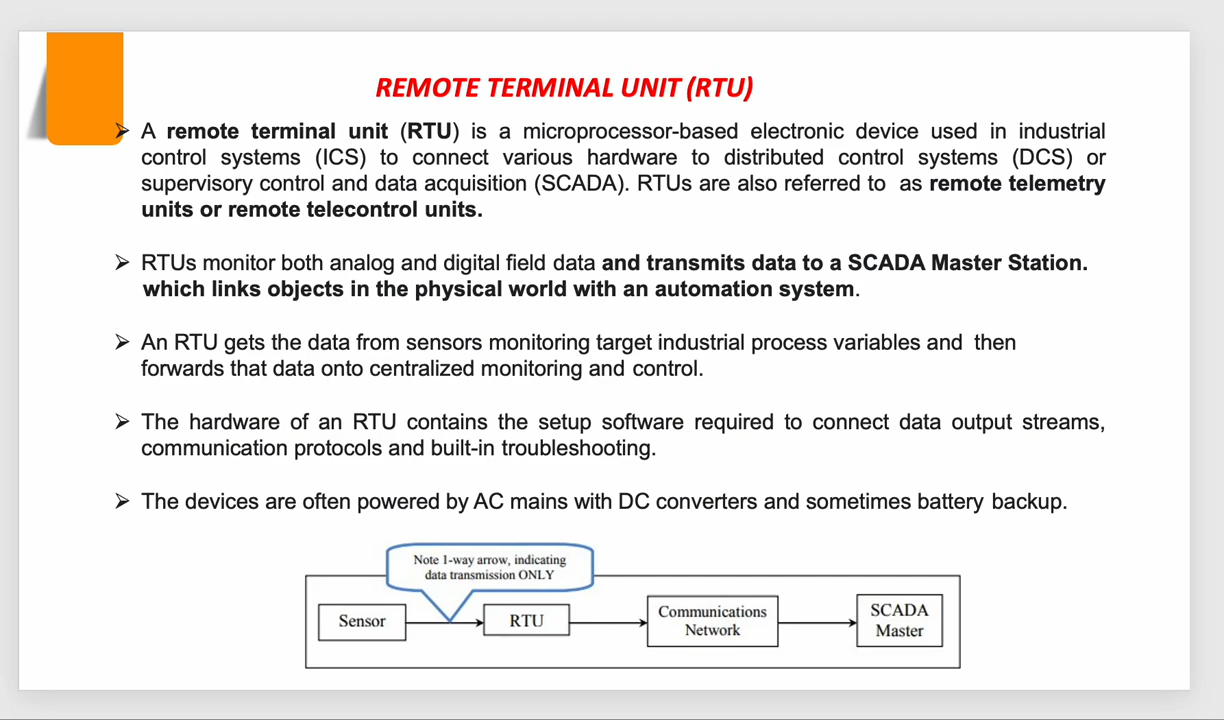 REMOTE TERMINAL UNIT (RTU)
➢ A remote terminal unit (RTU) is a microprocessor-based electronic device used in industrial
control systems (ICS) to connect various hardware to distributed control systems (DCS) or
supervisory control and data acquisition (SCADA). RTUs are also referred to as remote telemetry
units or remote telecontrol units.
➢ RTUs monitor both analog and digital field data and transmits data to a SCADA Master Station.
which links objects in the physical world with an automation system.
➢ An RTU gets the data from sensors monitoring target industrial process variables and then
forwards that data onto centralized monitoring and control.
➢ The hardware of an RTU contains the setup software required to connect data output streams,
communication protocols and built-in troubleshooting.
➢ The devices are often powered by AC mains with DC converters and sometimes battery backup.
Note 1-way arrow, indicating
data transmission ONLY
Sensor
RTU
Communications
Network
SCADA
Master